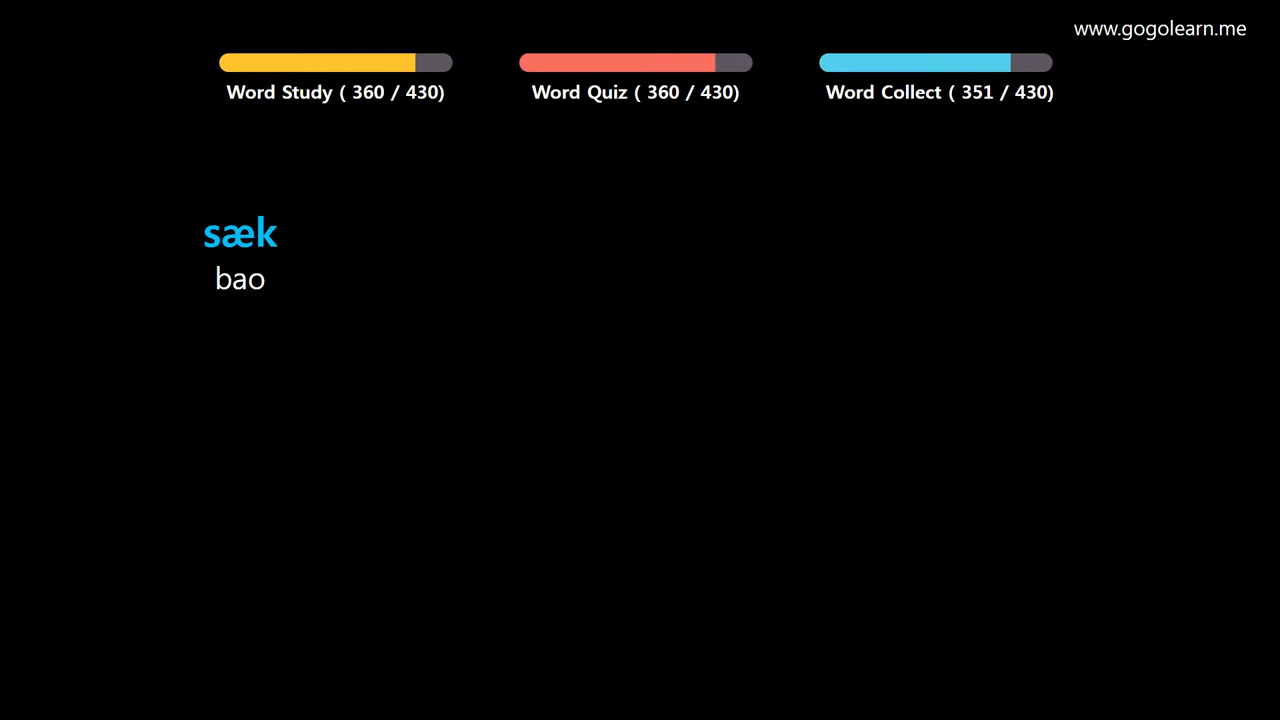 www.gogolearn.me
Word Study ( 360 / 430)
Word Quiz ( 360 / 430)
Word Collect ( 351 / 430)
sæk
bao